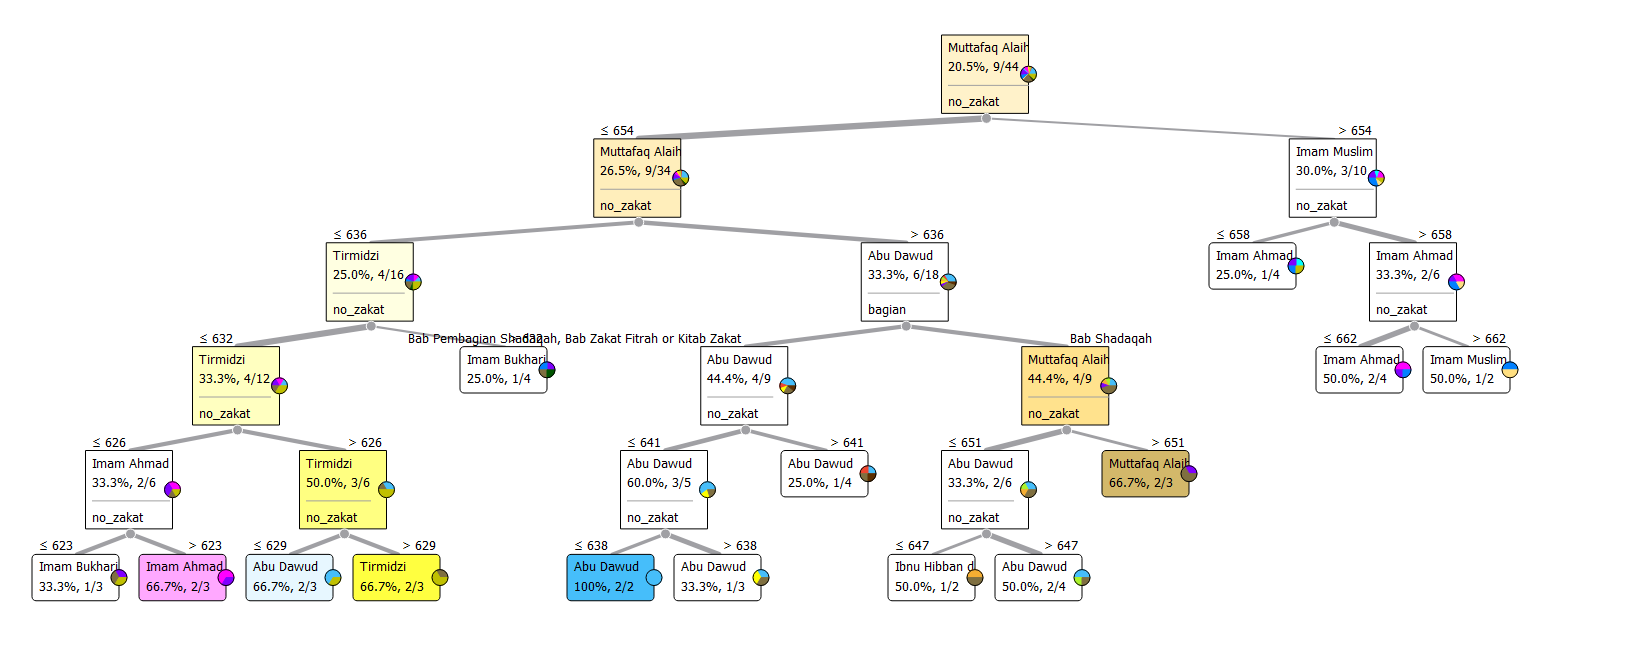 Muttafaq Alaih
20.5%, 9/44
no_zakat
≤ 654
> 654
Muttafaq Alaih
26.5%, 9/34
no_zakat
Imam Muslim
30.0%, 3/10
no_zakat
≤ 636
> 636
≤ 658
> 658
Tirmidzi
25.0%, 4/16
no_zakat
Abu Dawud
33.3%, 6/18
bagian
Imam Ahmad
25.0%, 1/4
Imam Ahmad
33.3%, 2/6
no_zakat
≤ 632
> 632
Bab Pembagian Shadaqah, Bab Zakat Fitrah or Kitab Zakat
Bab Shadaqah
≤ 662
> 662
Tirmidzi
33.3%, 4/12
no_zakat
Imam Bukhari
25.0%, 1/4
Abu Dawud
44.4%, 4/9
no_zakat
Muttafaq Alaih
44.4%, 4/9
no_zakat
Imam Ahmad
50.0%, 2/4
Imam Muslim
50.0%, 1/2
≤ 626
> 626
≤ 641
> 641
≤ 651
> 651
Imam Ahmad
33.3%, 2/6
no_zakat
Tirmidzi
50.0%, 3/6
no_zakat
Abu Dawud
60.0%, 3/5
no_zakat
Abu Dawud
25.0%, 1/4
Abu Dawud
33.3%, 2/6
no_zakat
Muttafaq Alaih
66.7%, 2/3
≤ 623
> 623
≤ 629
> 629
≤ 638
> 638
≤ 647
> 647
Imam Bukhari
33.3%, 1/3
Imam Ahmad
66.7%, 2/3
Abu Dawud
66.7%, 2/3
Tirmidzi
66.7%, 2/3
Abu Dawud
100%, 2/2
Abu Dawud
33.3%, 1/3
Ibnu Hibban d
50.0%, 1/2
Abu Dawud
50.0%, 2/4